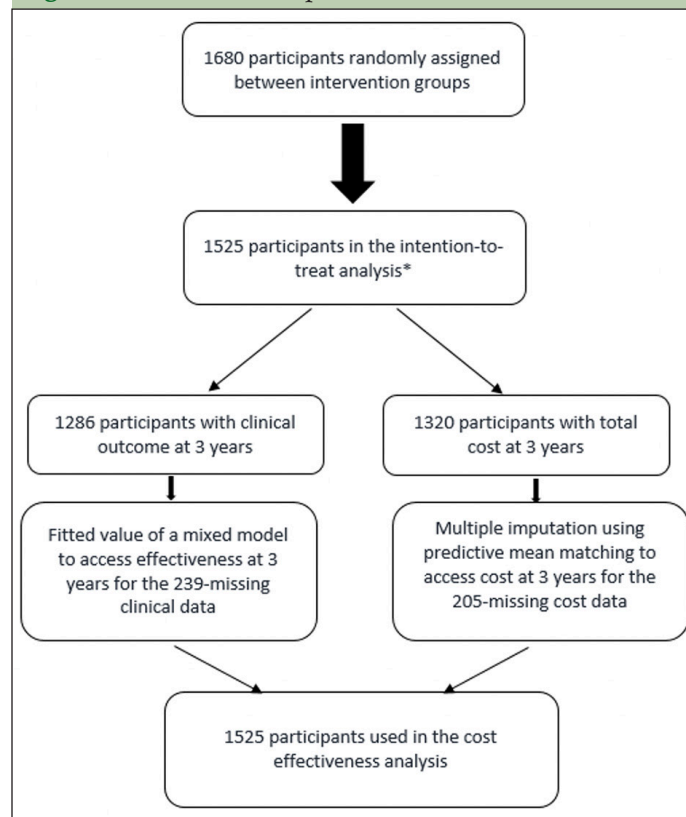 1680 participants randomly assigned
between intervention groups
1525 participants in the intention-to-
treat analysis*
1286 participants with clinical
outcome at 3 years
1320 participants with total
cost at 3 years
Fitted value of a mixed model
to access effectiveness at 3
years for the 239-missing
clinical data
Multiple imputation using
predictive mean matching to
access cost at 3 years for the
205-missing cost data
1525 participants used in the cost
effectiveness analysis